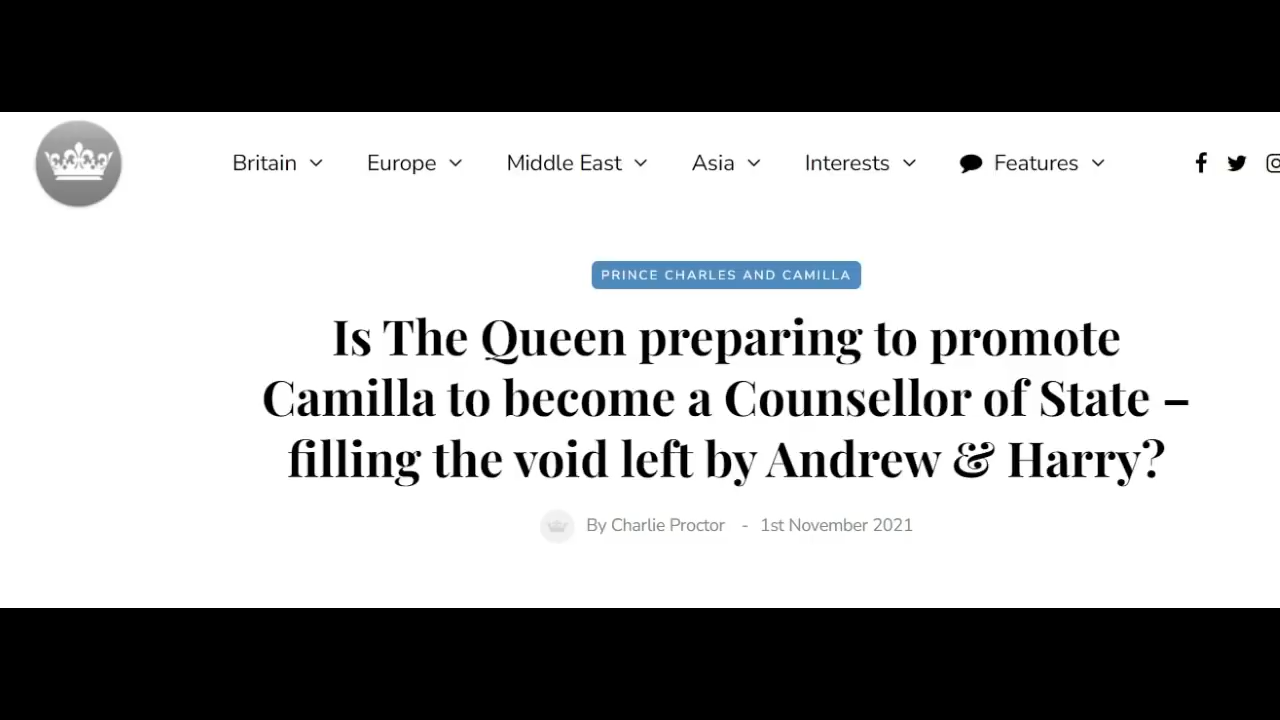 Britain Europe Middle East Asia Interests Features
PRINCE CHARLES AND CAMILLA
Is The Queen preparing to promote
Camilla to become a Counsellor of State –
filling the void left by Andrew & Harry?
By Charlie Proctor - 1st November 2021